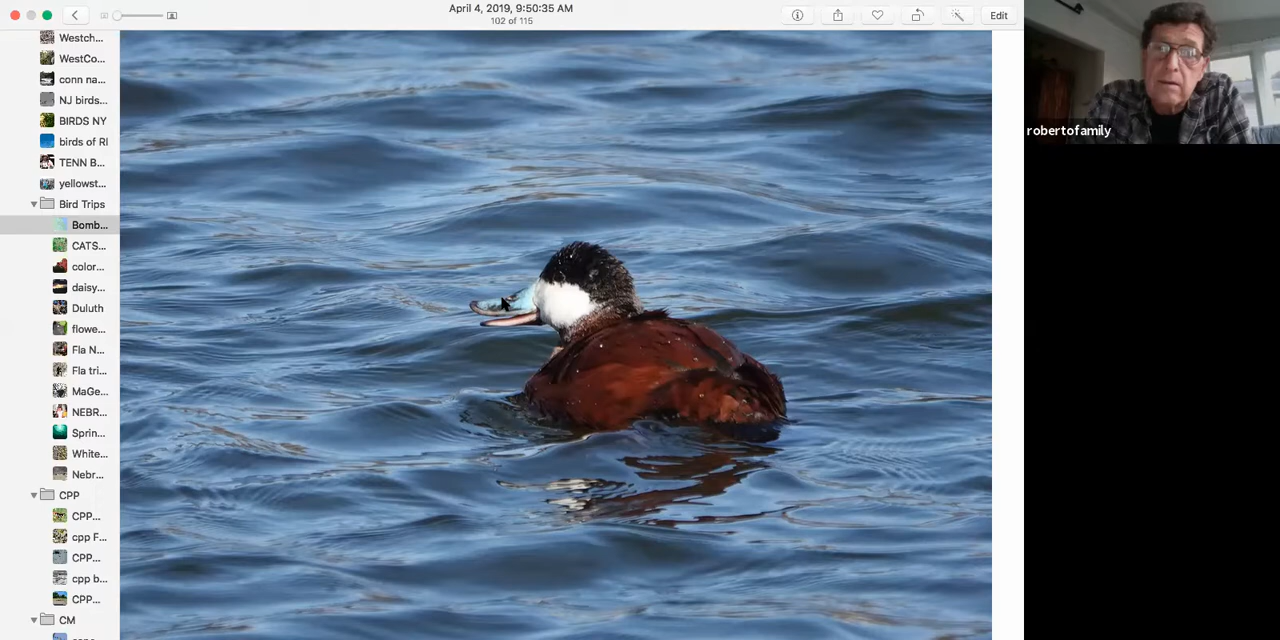 April 4, 2019, 9:50:35 AM
102 of 115
Edit
Westch...
WestCo...
conn na...
NJ birds...
BIRDS NY
birds of RI
TENN B...
yellowst...
Bird Trips
Bomb...
CATS...
color...
daisy...
Duluth
flowe...
Fla N...
Fla tri...
MaGe...
NEBR...
Sprin...
White...
Nebr...
CPP
CPP...
cpp F...
CPP...
cpp b...
CPP...
CM
robertofamily